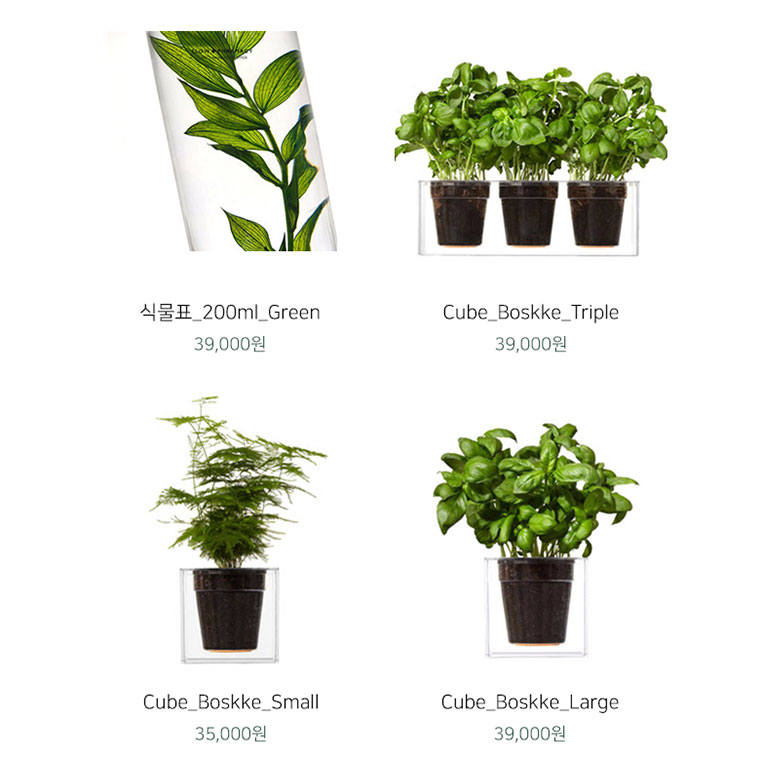 식물표_200ml_Green
39,000원
Cube_Boskke_Triple
39,000원
Cube_Boskke_Small
35,000원
Cube_Boskke_Large
39,000원